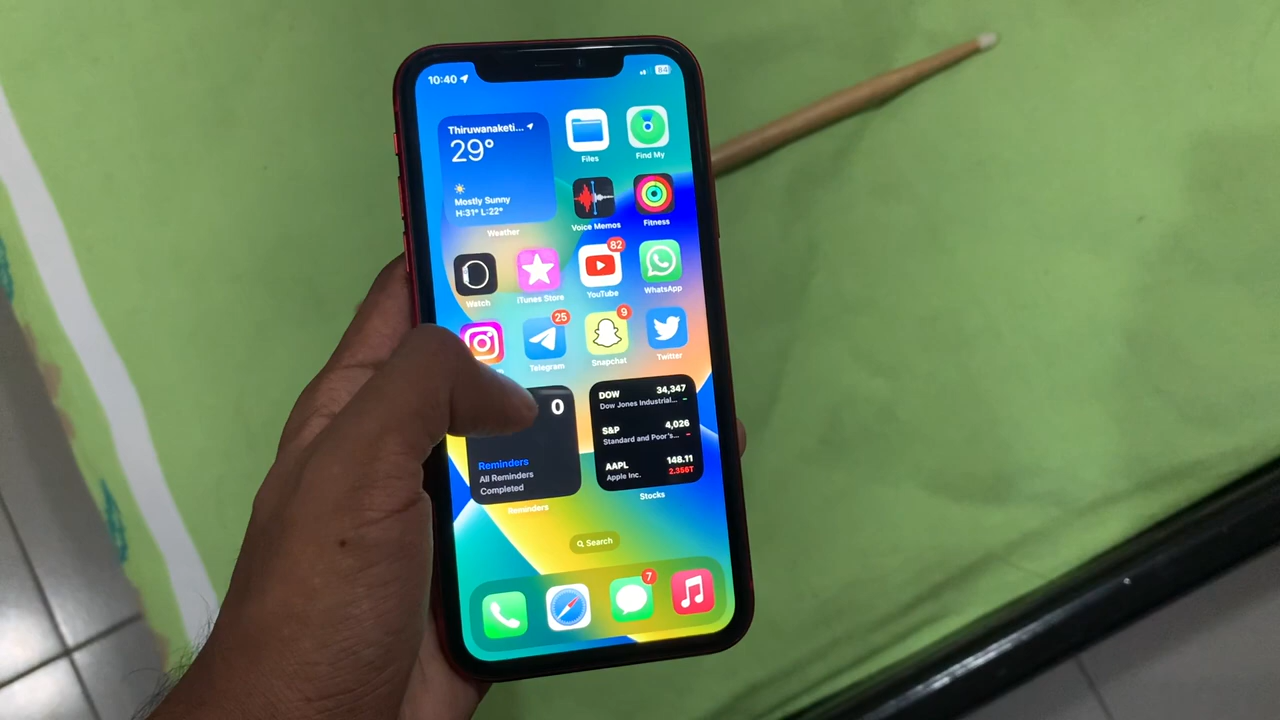 10:40
84
Thiruwanaketi...
29°
Mostly Sunny
H:31° L:22°
Weather
Files
Find My
Voice Memos
Fitness
Watch
iTunes Store
82
YouTube
WhatsApp
25
Telegram
9
Snapchat
Twitter
0
Reminders
All Reminders
Completed
Reminders
DOW 34,347
Dow Jones Industrial... –
S&P 4,026
Standard and Poor's... –
AAPL 148.11
Apple Inc. 2.356T
Stocks
Search
7